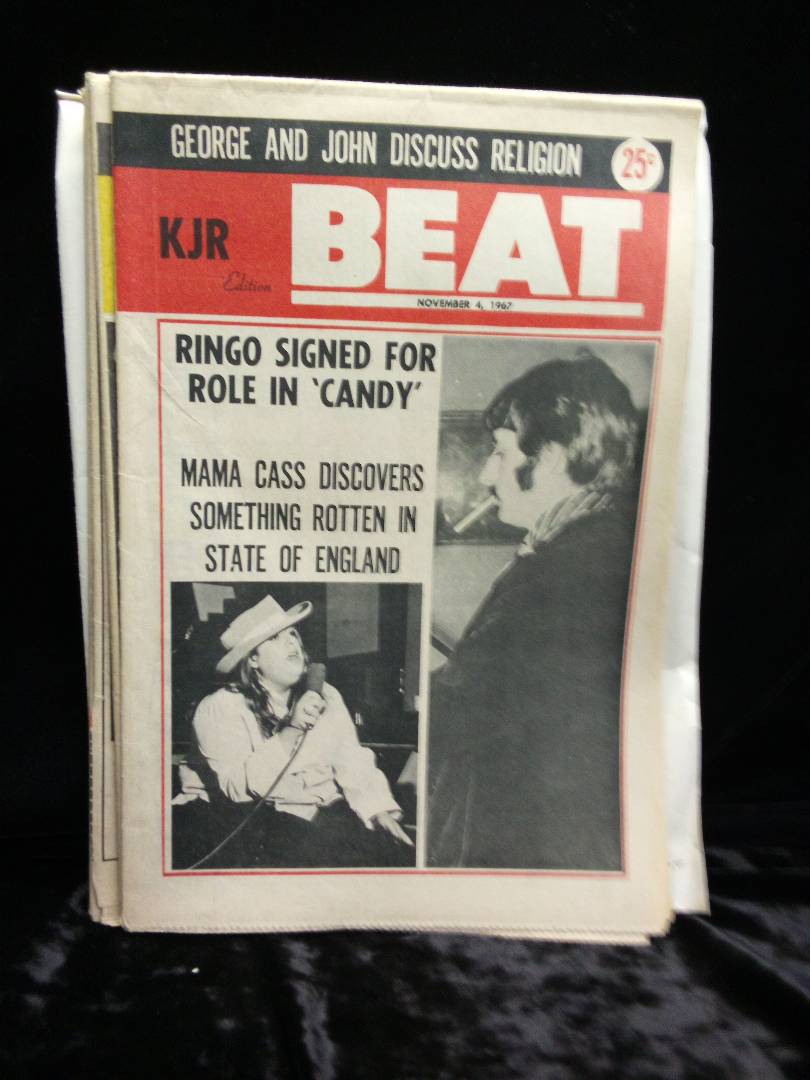 GEORGE AND JOHN DISCUSS RELIGION
25¢
KJR
Edition
BEAT
NOVEMBER 4, 1967
RINGO SIGNED FOR
ROLE IN 'CANDY'
MAMA CASS DISCOVERS
SOMETHING ROTTEN IN
STATE OF ENGLAND